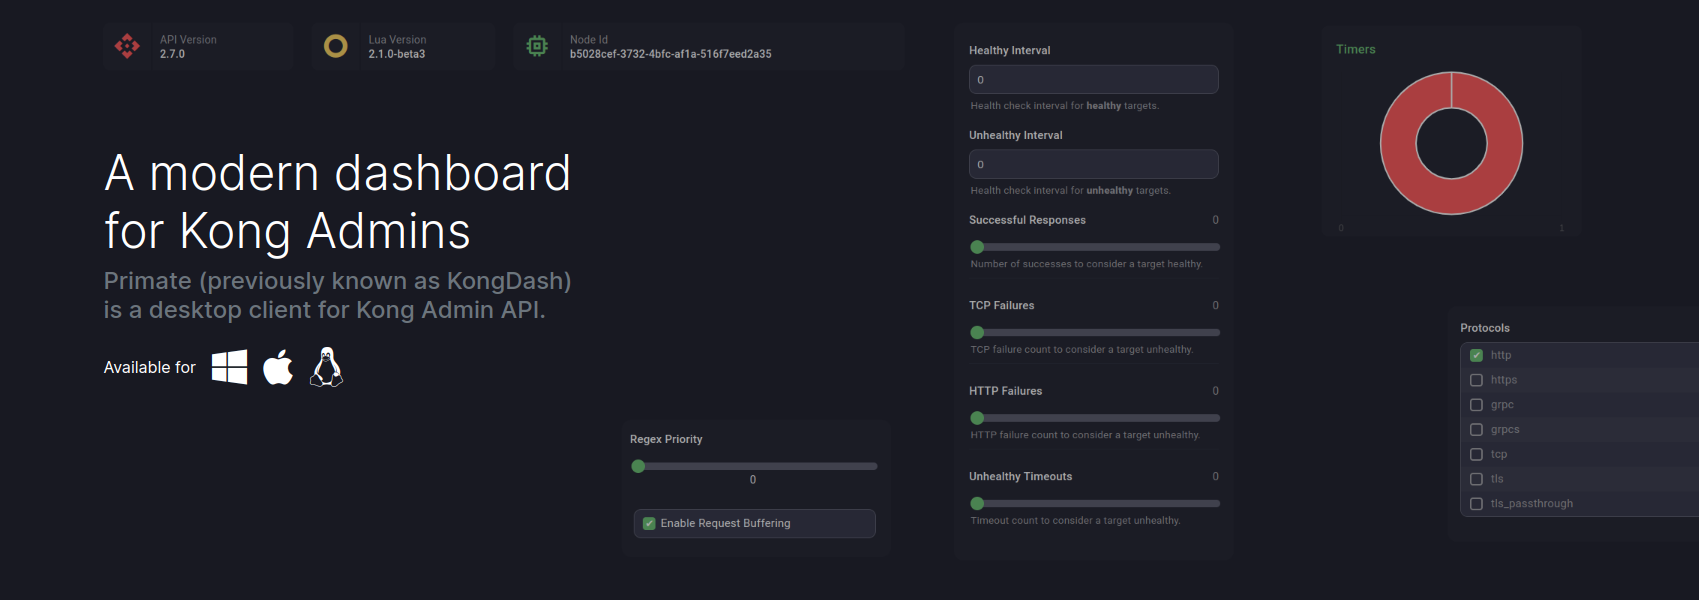 API Version
2.7.0
Lua Version
2.1.0-beta3
Node Id
b5028cef-3732-4bfc-af1a-516f7eed2a35
A modern dashboard
for Kong Admins
Primate (previously known as KongDash)
is a desktop client for Kong Admin API.
Available for
Regex Priority
0
Enable Request Buffering
Healthy Interval
0
Health check interval for healthy targets.
Unhealthy Interval
0
Health check interval for unhealthy targets.
Successful Responses 0
Number of successes to consider a target healthy.
TCP Failures 0
TCP failure count to consider a target unhealthy.
HTTP Failures 0
HTTP failure count to consider a target unhealthy.
Unhealthy Timeouts 0
Timeout count to consider a target unhealthy.
Timers
0 1
Protocols
http
https
grpc
grpcs
tcp
tls
tls_passthrough